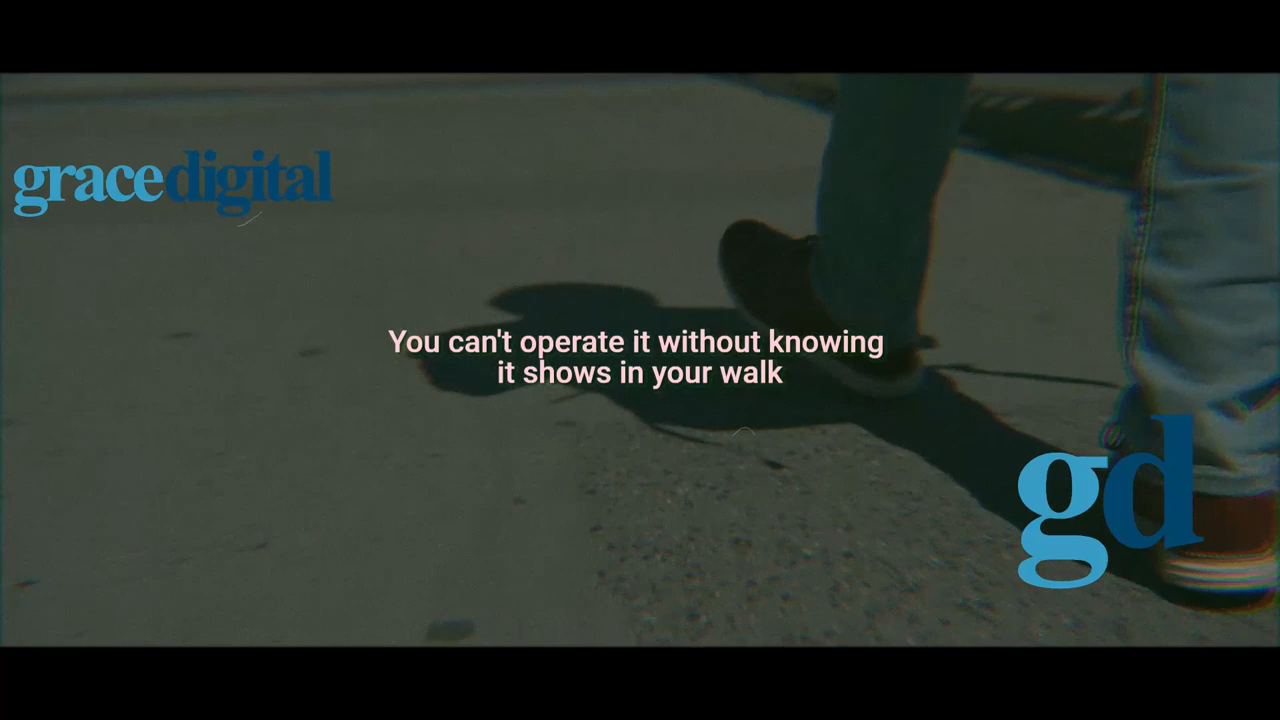 gracedigital
You can't operate it without knowing
it shows in your walk
gd